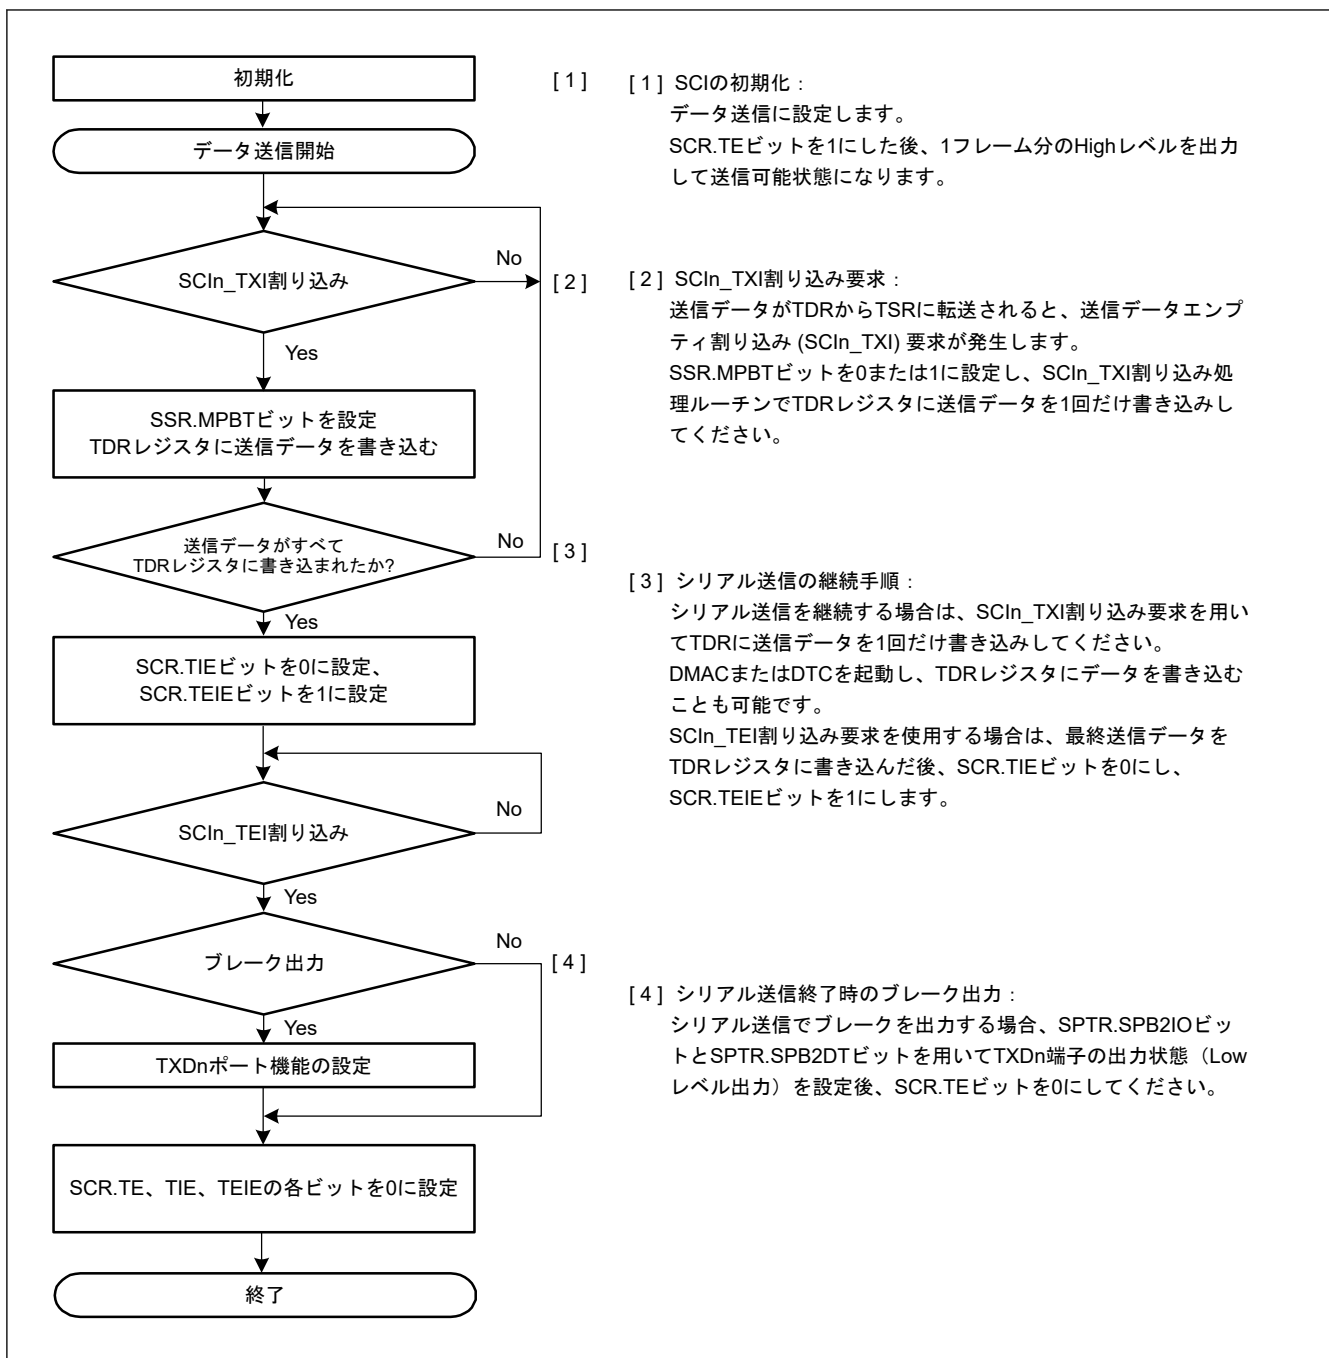 初期化
[ 1 ]
データ送信開始
SCIn_TXI割り込み
No
[ 2 ]
Yes
SSR.MPBTビットを設定
TDRレジスタに送信データを書き込む
送信データがすべて
TDRレジスタに書き込まれたか?
No
[ 3 ]
Yes
SCR.TIEビットを0に設定、
SCR.TEIEビットを1に設定
SCIn_TEI割り込み
No
Yes
ブレーク出力
No
[ 4 ]
Yes
TXDnポート機能の設定
SCR.TE、TIE、TEIEの各ビットを0に設定
終了
[ 1 ] SCIの初期化：
データ送信に設定します。
SCR.TEビットを1にした後、1フレーム分のHighレベルを出力
して送信可能状態になります。
[ 2 ] SCIn_TXI割り込み要求：
送信データがTDRからTSRに転送されると、送信データエンプ
ティ割り込み (SCIn_TXI) 要求が発生します。
SSR.MPBTビットを0または1に設定し、SCIn_TXI割り込み処
理ルーチンでTDRレジスタに送信データを1回だけ書き込みし
てください。
[ 3 ] シリアル送信の継続手順：
シリアル送信を継続する場合は、SCIn_TXI割り込み要求を用い
てTDRに送信データを1回だけ書き込みしてください。
DMACまたはDTCを起動し、TDRレジスタにデータを書き込む
ことも可能です。
SCIn_TEI割り込み要求を使用する場合は、最終送信データを
TDRレジスタに書き込んだ後、SCR.TIEビットを0にし、
SCR.TEIEビットを1にします。
[ 4 ] シリアル送信終了時のブレーク出力：
シリアル送信でブレークを出力する場合、SPTR.SPB2IOビッ
トとSPTR.SPB2DTビットを用いてTXDn端子の出力状態（Low
レベル出力）を設定後、SCR.TEビットを0にしてください。